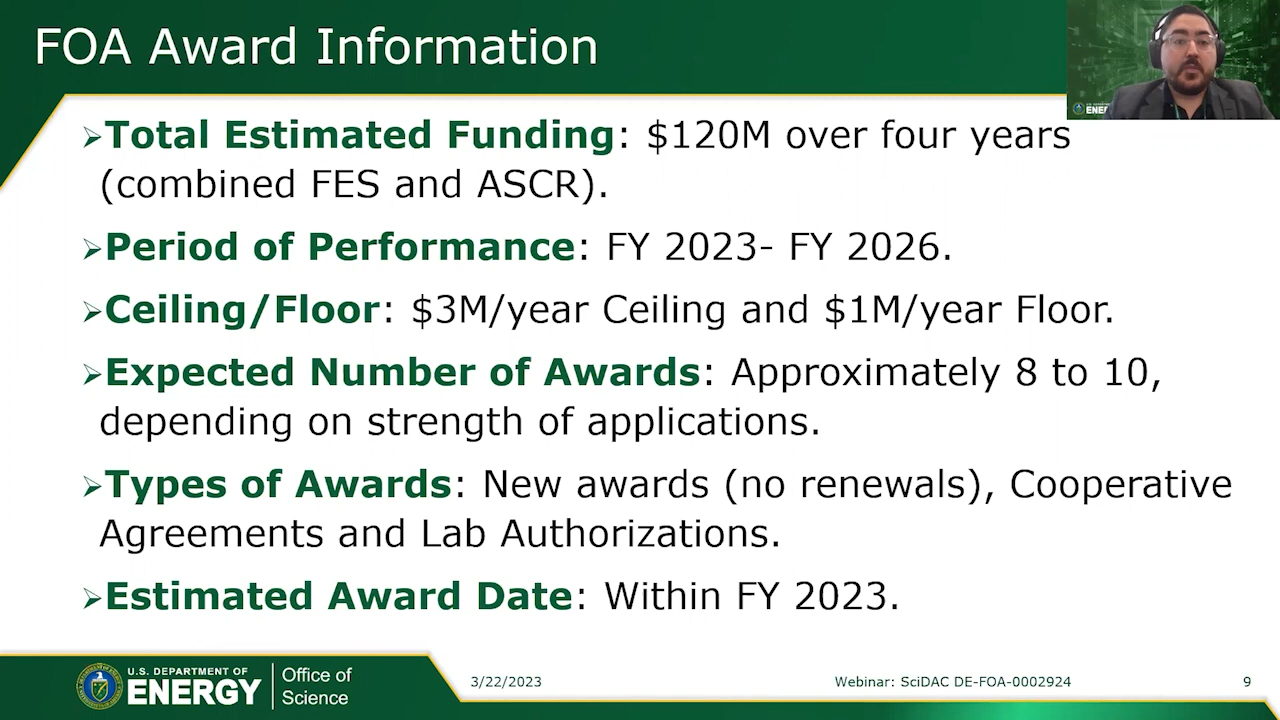 FOA Award Information
➢Total Estimated Funding: $120M over four years
(combined FES and ASCR).
➢Period of Performance: FY 2023- FY 2026.
➢Ceiling/Floor: $3M/year Ceiling and $1M/year Floor.
➢Expected Number of Awards: Approximately 8 to 10,
depending on strength of applications.
➢Types of Awards: New awards (no renewals), Cooperative
Agreements and Lab Authorizations.
➢Estimated Award Date: Within FY 2023.
U.S. DEPARTMENT OF
ENERGY
Office of
Science
3/22/2023
Webinar: SciDAC DE-FOA-0002924
9